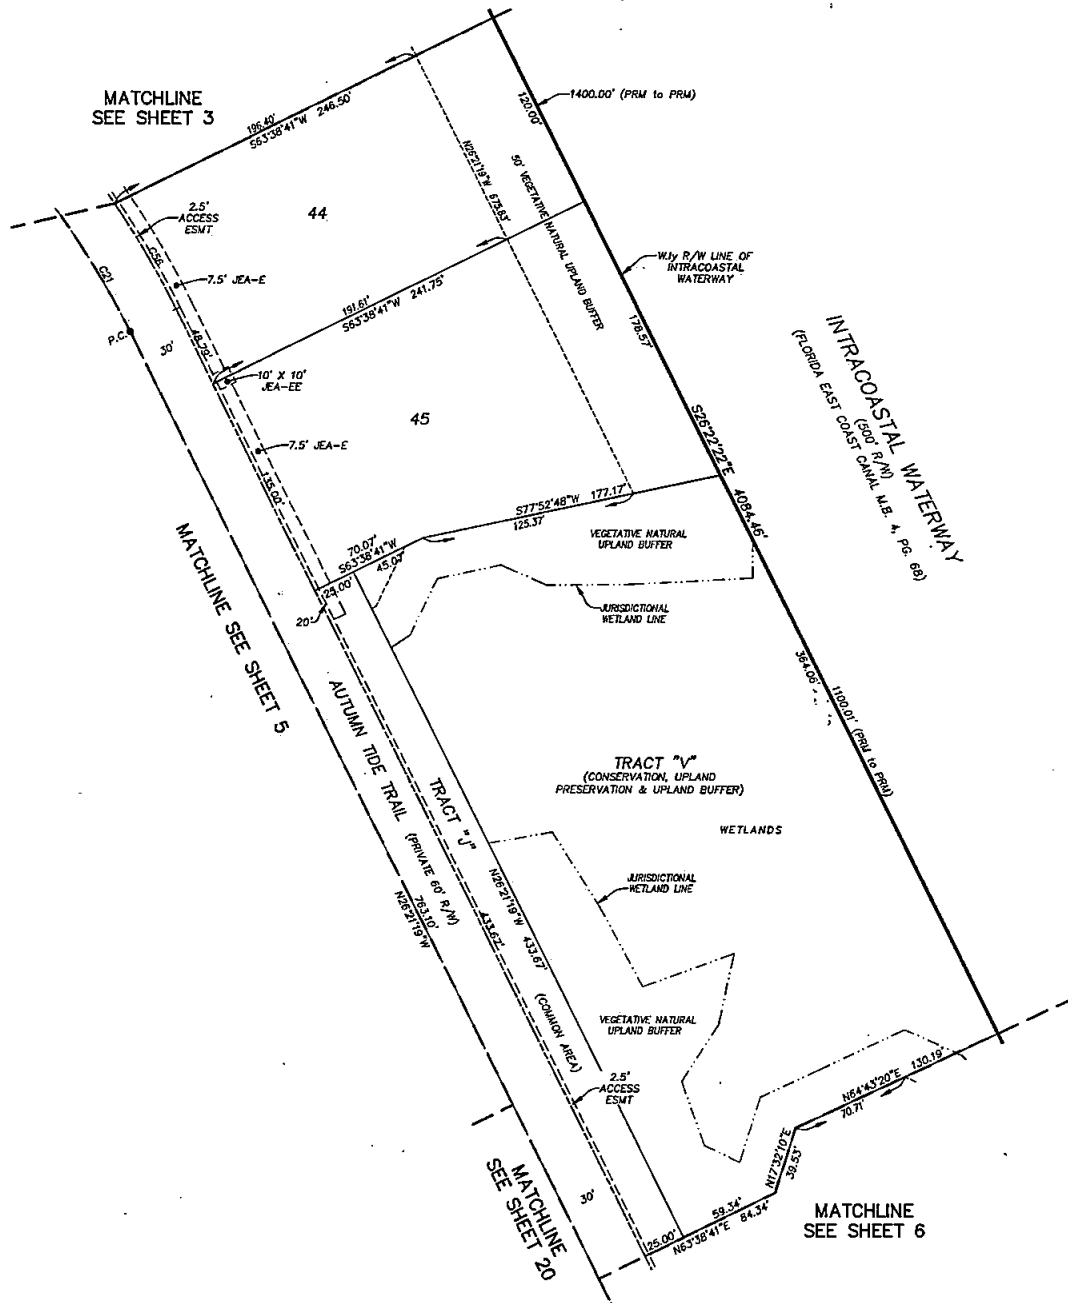 MATCHLINE
SEE SHEET 3
1400.00' (PRM to PRM)
120.00'
196.40'
S63°38'41"W 246.50'
N26°21'19"W 675.63'
50' VEGETATIVE NATURAL UPLAND BUFFER
2.5'
ACCESS
ESMT
44
C56
7.5' JEA-E
C21
P.C.
30'
48.79'
191.61'
S63°38'41"W 241.75'
W.ly R/W LINE OF
INTRACOASTAL
WATERWAY
178.57'
INTRACOASTAL WATERWAY
(500' R/W)
(FLORIDA EAST COAST CANAL M.B. 4, PG. 68)
10' X 10'
JEA-EE
45
7.5' JEA-E
135.00'
S26°22'22"E 4084.46'
S77°52'48"W 177.17'
125.37'
70.07'
S63°38'41"W
45.07'
25.00'
20'
VEGETATIVE NATURAL
UPLAND BUFFER
JURISDICTIONAL
WETLAND LINE
MATCHLINE SEE SHEET 5
364.06'
1100.01' (PRM to PRM)
AUTUMN TIDE TRAIL
(PRIVATE 60' R/W)
763.10'
N26°21'19"W
TRACT "J"
TRACT "V"
(CONSERVATION, UPLAND
PRESERVATION & UPLAND BUFFER)
WETLANDS
JURISDICTIONAL
WETLAND LINE
433.67'
N26°21'19"W 433.67'
(COMMON AREA)
VEGETATIVE NATURAL
UPLAND BUFFER
2.5'
ACCESS
ESMT
N64°43'20"E 130.19'
70.71'
N17°32'10"E
39.53'
MATCHLINE
SEE SHEET 20
30'
59.34'
25.00'
N63°38'41"E 84.34'
MATCHLINE
SEE SHEET 6